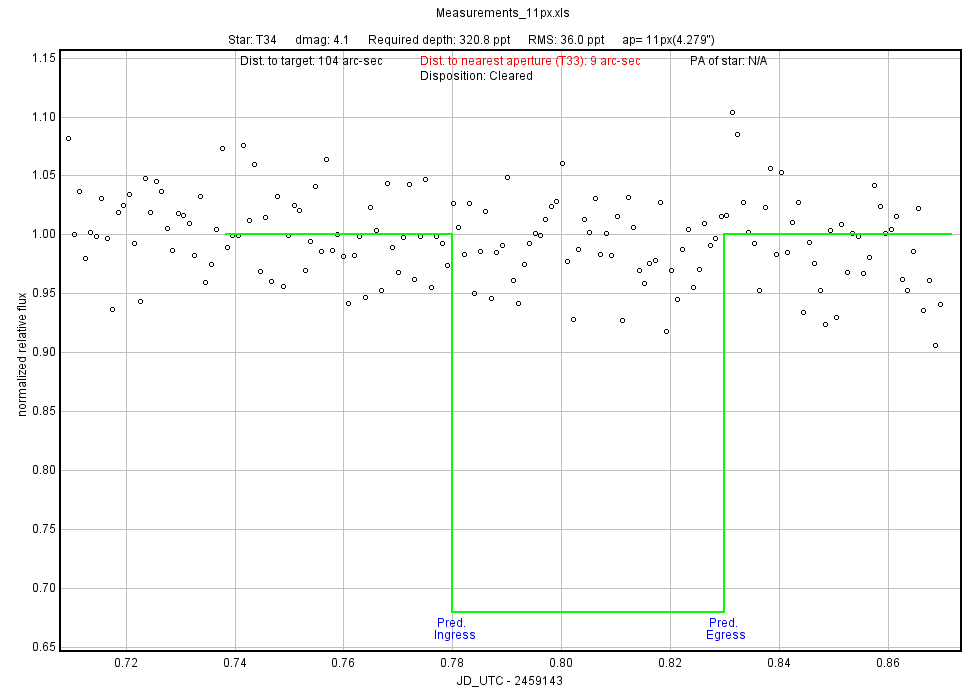 Measurements_11px.xls
Star: T34 dmag: 4.1 Required depth: 320.8 ppt RMS: 36.0 ppt ap= 11px(4.279")
Dist. to target: 104 arc-sec Dist. to nearest aperture (T33): 9 arc-sec PA of star: N/A
Disposition: Cleared
1.15
1.10
1.05
1.00
0.95
0.90
0.85
0.80
0.75
0.70
0.65
normalized relative flux
Pred.
Ingress
Pred.
Egress
0.72 0.74 0.76 0.78 0.80 0.82 0.84 0.86
JD_UTC - 2459143